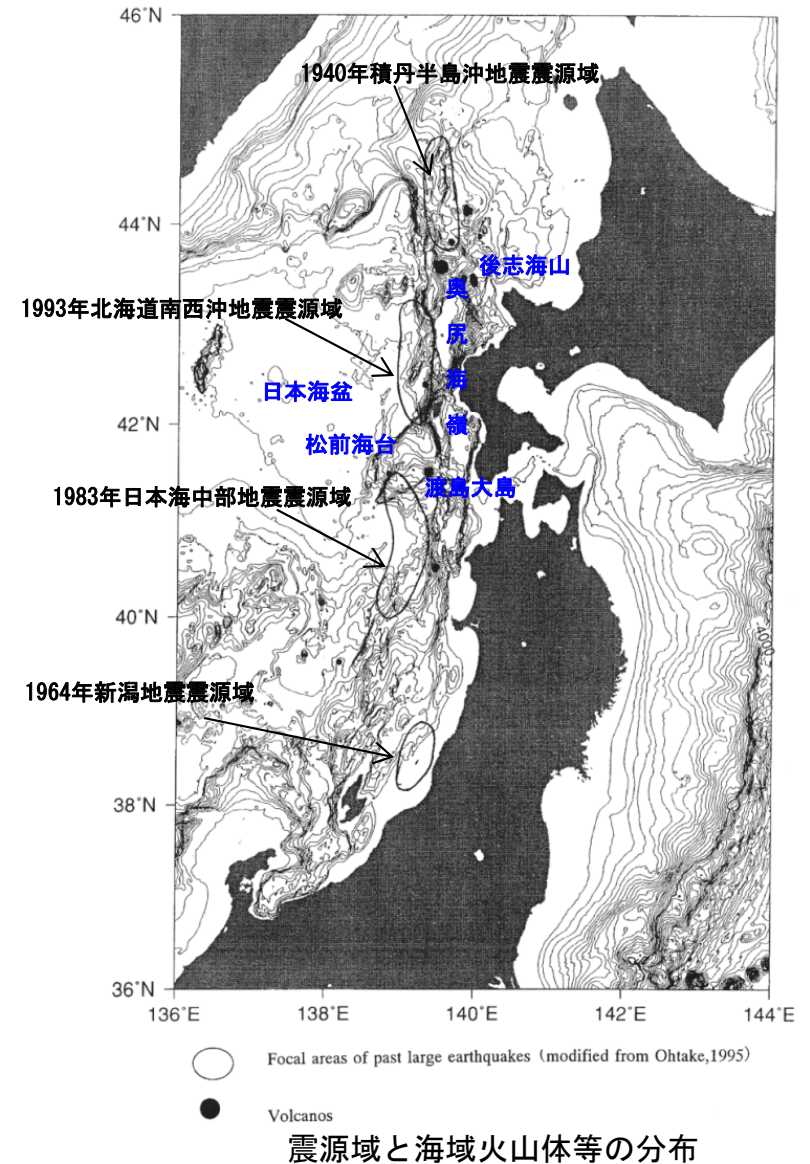 46°N
1940年積丹半島沖地震震源域
44°N
後志海山
奥尻海嶺
1993年北海道南西沖地震震源域
日本海盆
42°N
松前海台
渡島大島
1983年日本海中部地震震源域
40°N
4000
1964年新潟地震震源域
38°N
36°N
136°E 138°E 140°E 142°E 144°E
Focal areas of past large earthquakes (modified from Ohtake,1995)
Volcanos
震源域と海域火山体等の分布